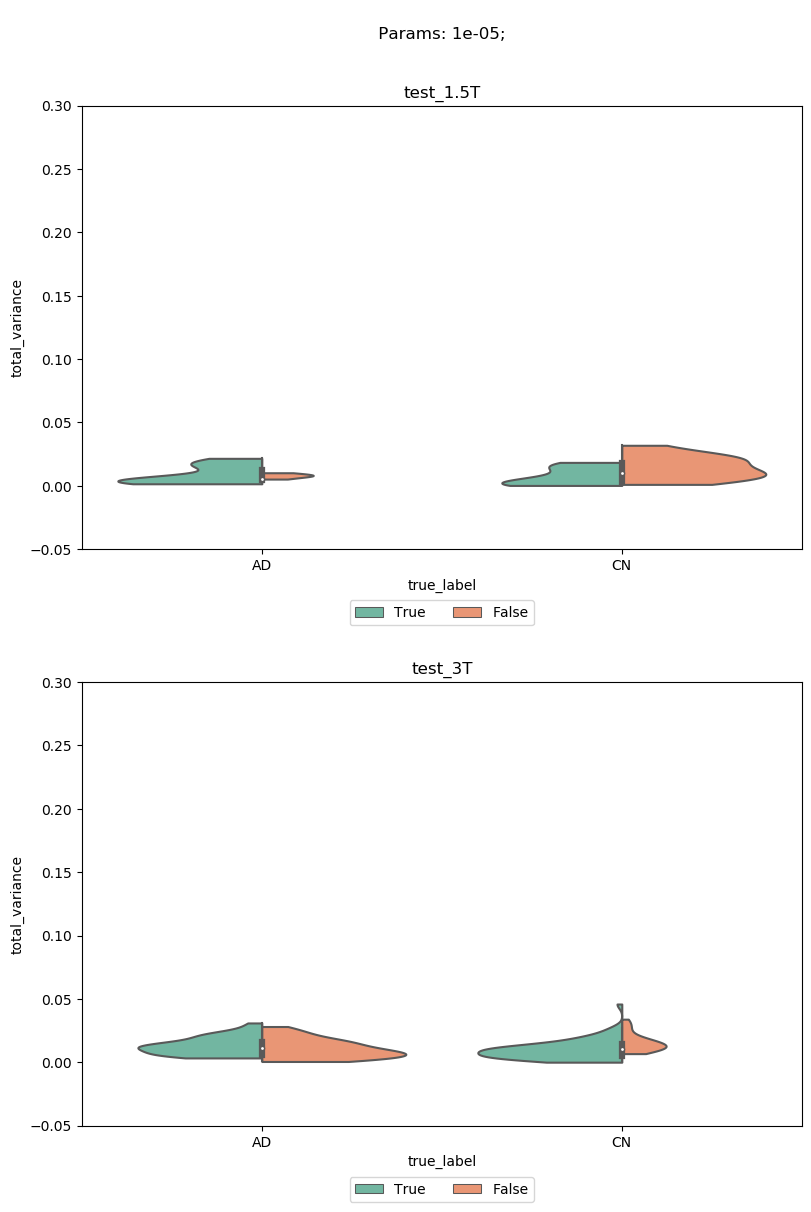 Params: 1e-05;
test_1.5T
0.30
0.25
0.20
0.15
0.10
0.05
0.00
−0.05
total_variance
AD CN
true_label
True False
test_3T
0.30
0.25
0.20
0.15
0.10
0.05
0.00
−0.05
total_variance
AD CN
true_label
True False